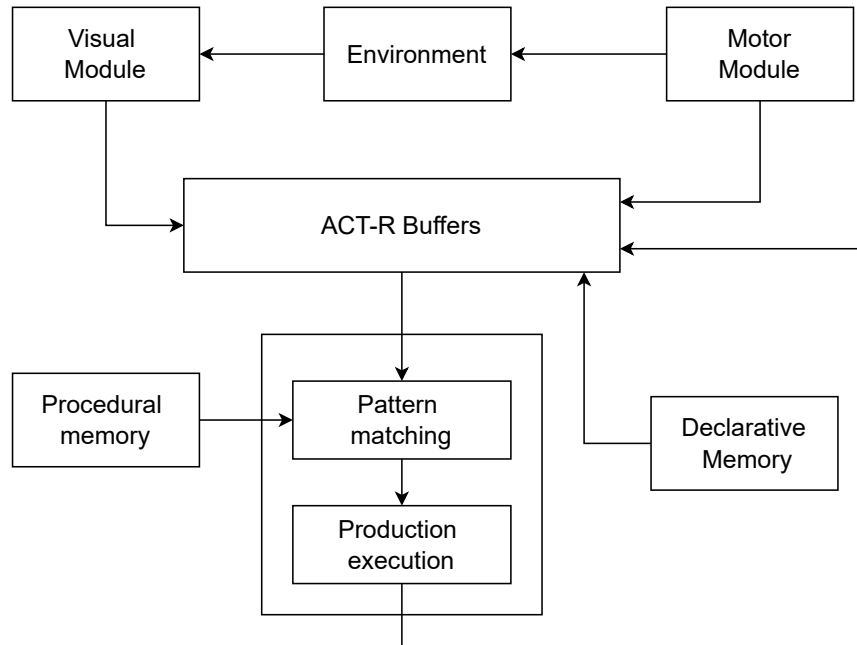 Visual
Module
Environment
Motor
Module
ACT-R Buffers
Procedural
memory
Pattern
matching
Declarative
Memory
Production
execution